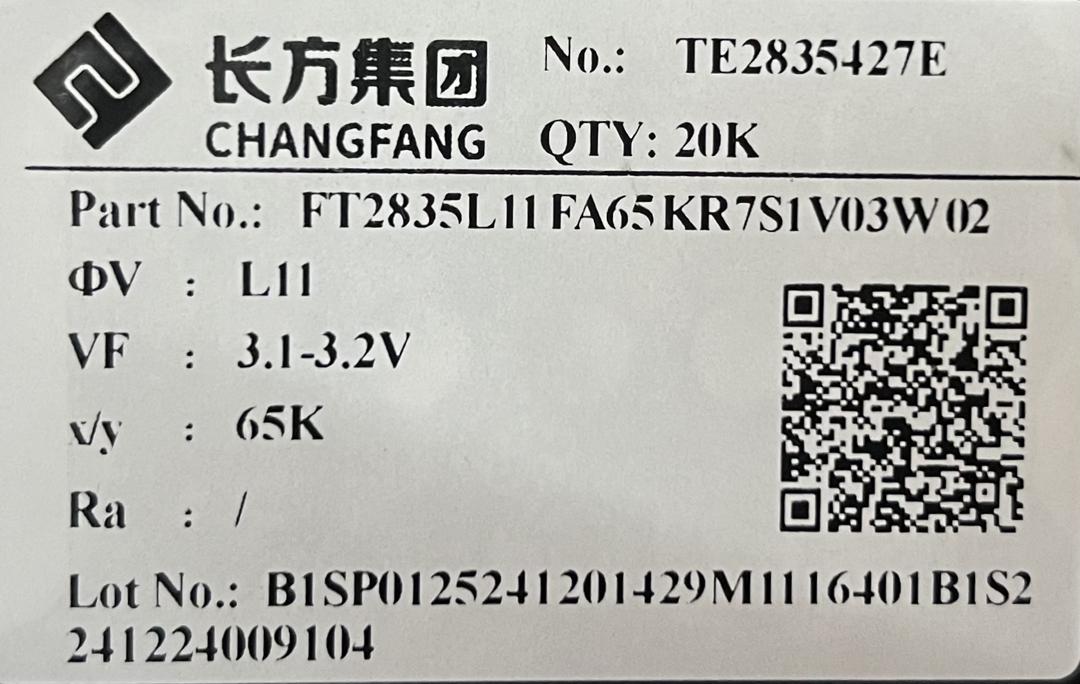 长方集团
CHANGFANG
No.: TE2835427E
QTY: 20K
Part No.: FT2835L11FA65KR7S1V03W02
ΦV : L11
VF : 3.1-3.2V
x/y : 65K
Ra : /
Lot No.: B1SP0125241201429M1116401B1S2
241224009104